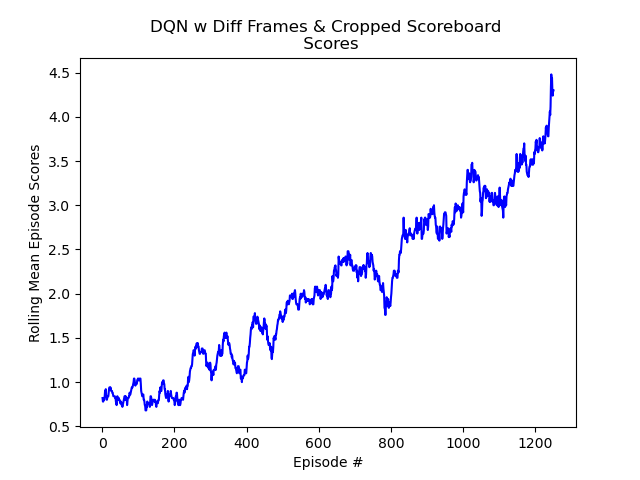 DQN w Diff Frames & Cropped Scoreboard
Scores
Rolling Mean Episode Scores
4.5
4.0
3.5
3.0
2.5
2.0
1.5
1.0
0.5
0 200 400 600 800 1000 1200
Episode #